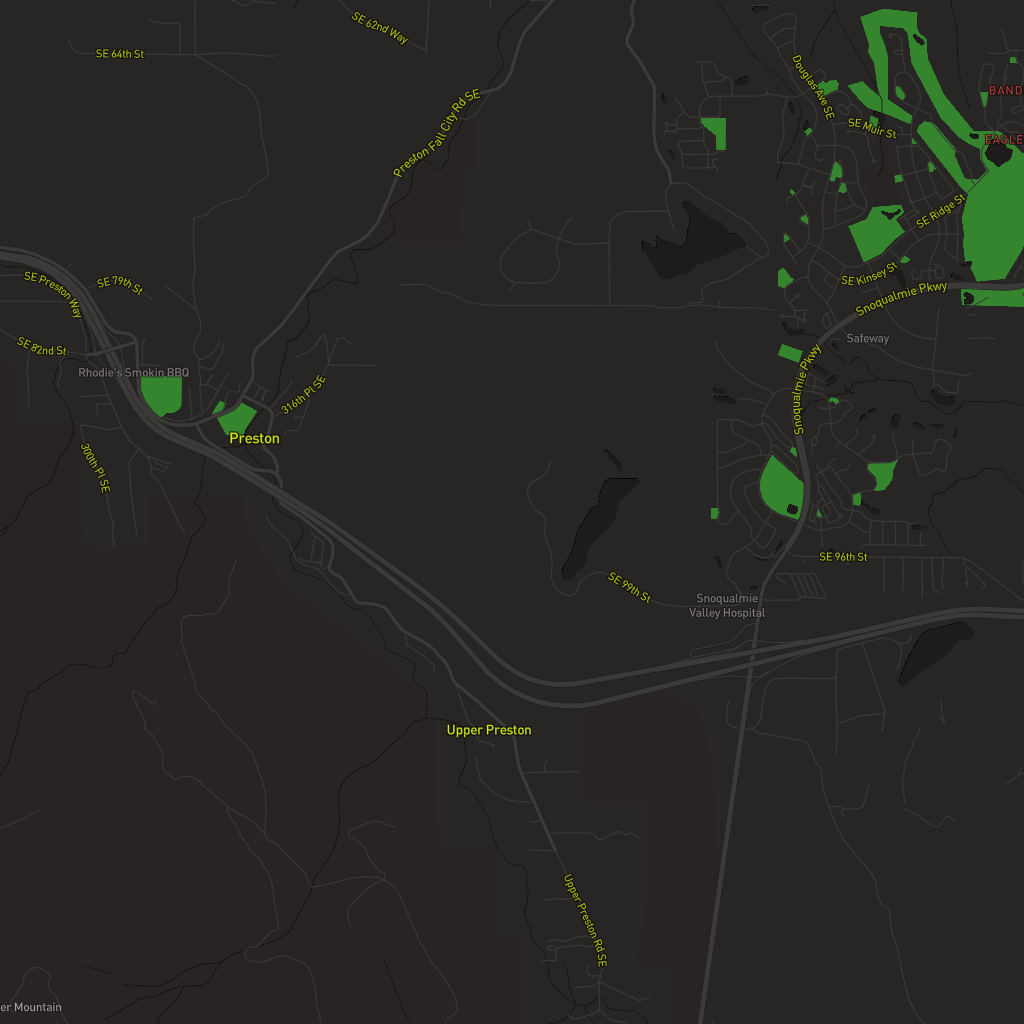 SE 62nd Way
SE 64th St
Douglas Ave SE
BAND
Preston Fall City Rd SE
SE Muir St
EAGLE
SE Ridge St
SE Kinsey St
SE Preston Way
SE 79th St
Snoqualmie Pkwy
SE 82nd St
Safeway
Rhodie's Smokin BBQ
316th Pl SE
Snoqualmie Pkwy
Preston
300th Pl SE
SE 96th St
SE 99th St
Snoqualmie
Valley Hospital
Upper Preston
Upper Preston Rd SE
er Mountain